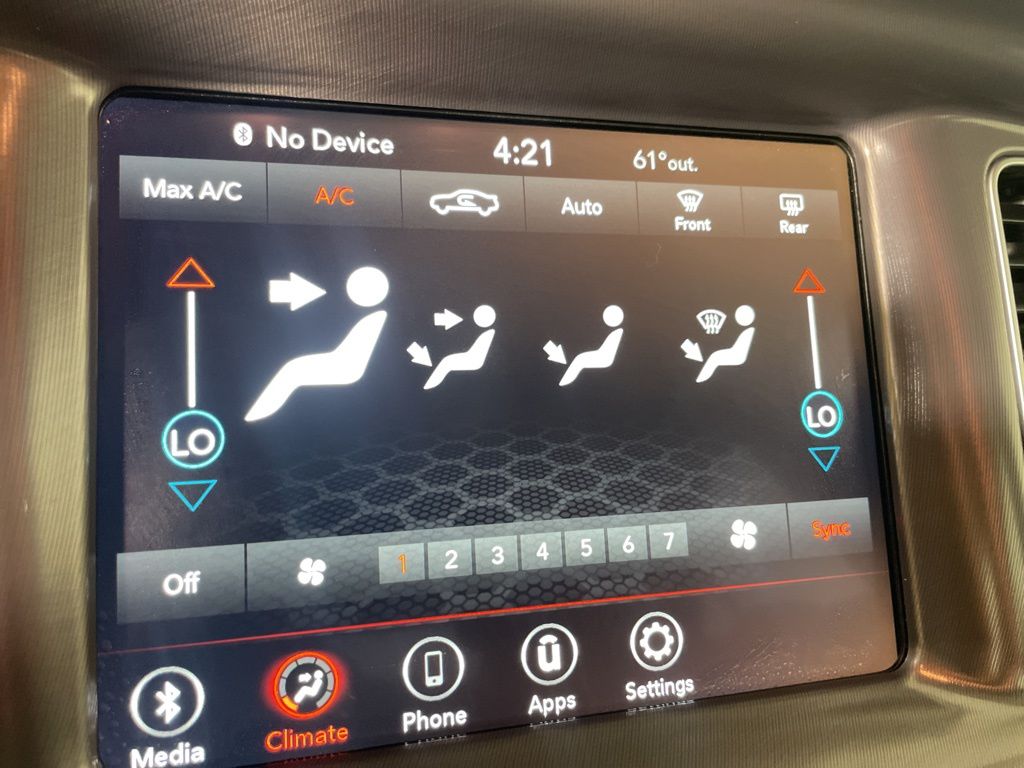 No Device
4:21
61° out.
Max A/C
A/C
Auto
Front
Rear
LO
LO
Off
1 2 3 4 5 6 7
Sync
Media
Climate
Phone
ū
Apps
Settings